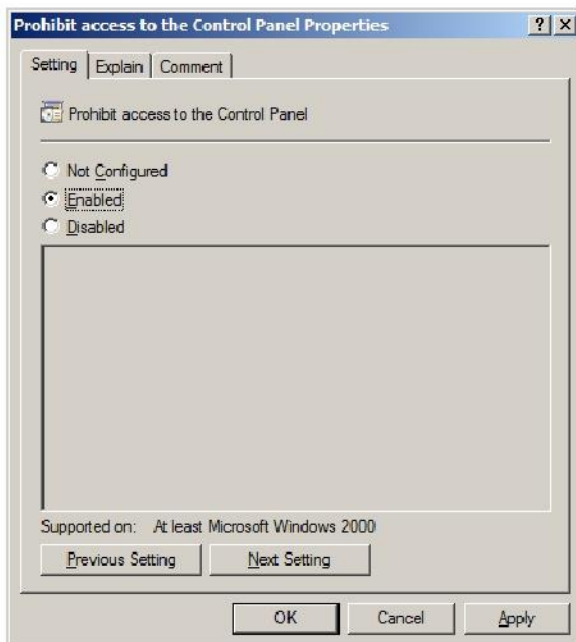 Prohibit access to the Control Panel Properties
Setting Explain Comment
Prohibit access to the Control Panel
Not Configured
Enabled
Disabled
Supported on: At least Microsoft Windows 2000
Previous Setting Next Setting
OK Cancel Apply